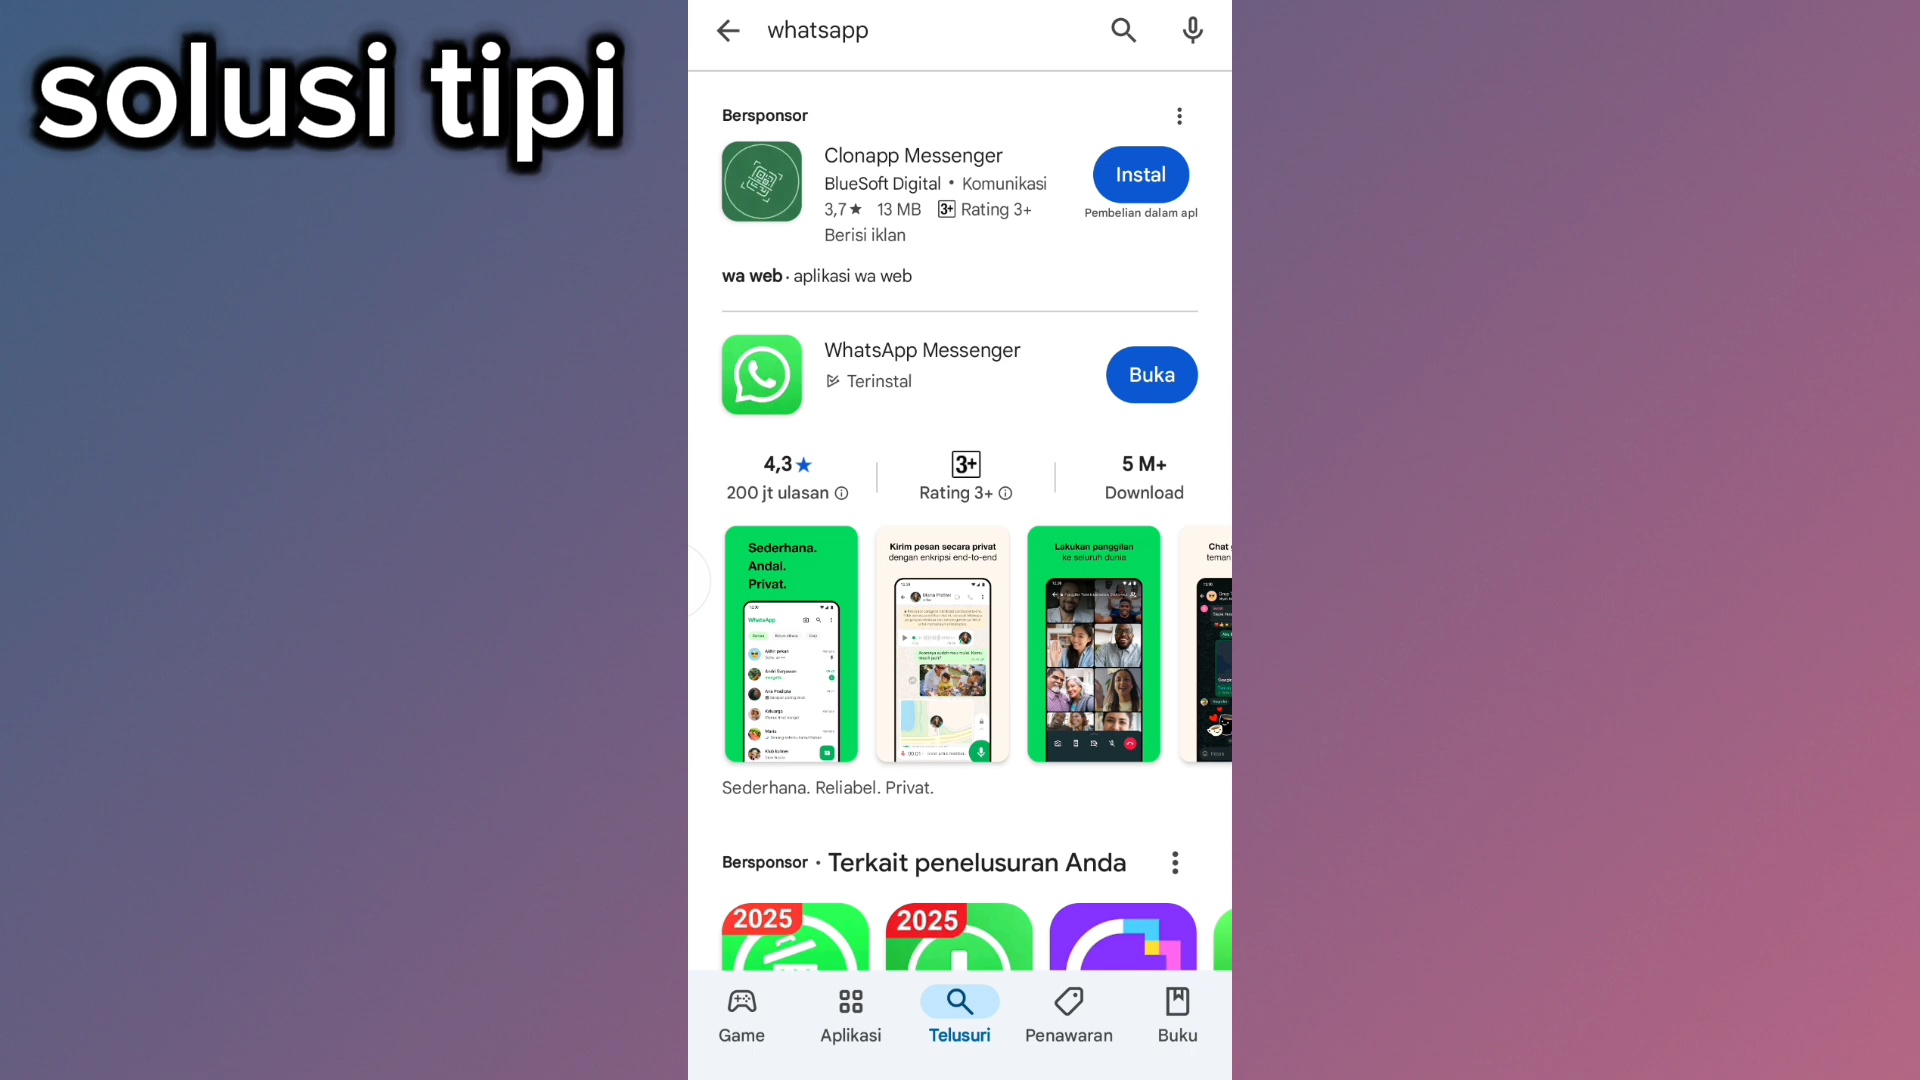 solusi tipi
whatsapp
Bersponsor
Clonapp Messenger
BlueSoft Digital • Komunikasi
3,7★ 13 MB 3+ Rating 3+
Berisi iklan
Instal
Pembelian dalam apl
wa web · aplikasi wa web
WhatsApp Messenger
Terinstal
Buka
4,3★
200 jt ulasan
3+
Rating 3+
5 M+
Download
Sederhana.
Andal.
Privat.
WhatsApp
Kirim pesan secara privat
dengan enkripsi end-to-end
Lakukan panggilan
ke seluruh dunia
Chat
teman
Sederhana. Reliabel. Privat.
Bersponsor · Terkait penelusuran Anda
2025
2025
Game
Aplikasi
Telusuri
Penawaran
Buku